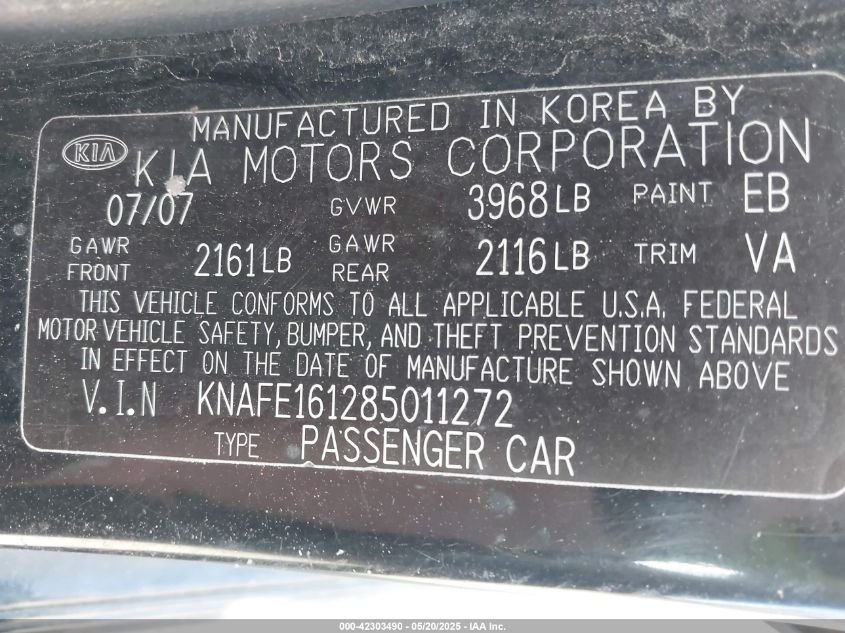 MANUFACTURED IN KOREA BY
KIA KIA MOTORS CORPORATION
07/07 GVWR 3968LB PAINT EB
GAWR FRONT 2161LB GAWR REAR 2116LB TRIM VA
THIS VEHICLE CONFORMS TO ALL APPLICABLE U.S.A. FEDERAL
MOTOR VEHICLE SAFETY, BUMPER, AND THEFT PREVENTION STANDARDS
IN EFFECT ON THE DATE OF MANUFACTURE SHOWN ABOVE
V.I.N KNAFE161285011272
TYPE PASSENGER CAR
000-42303490 - 05/20/2025 - IAA Inc.